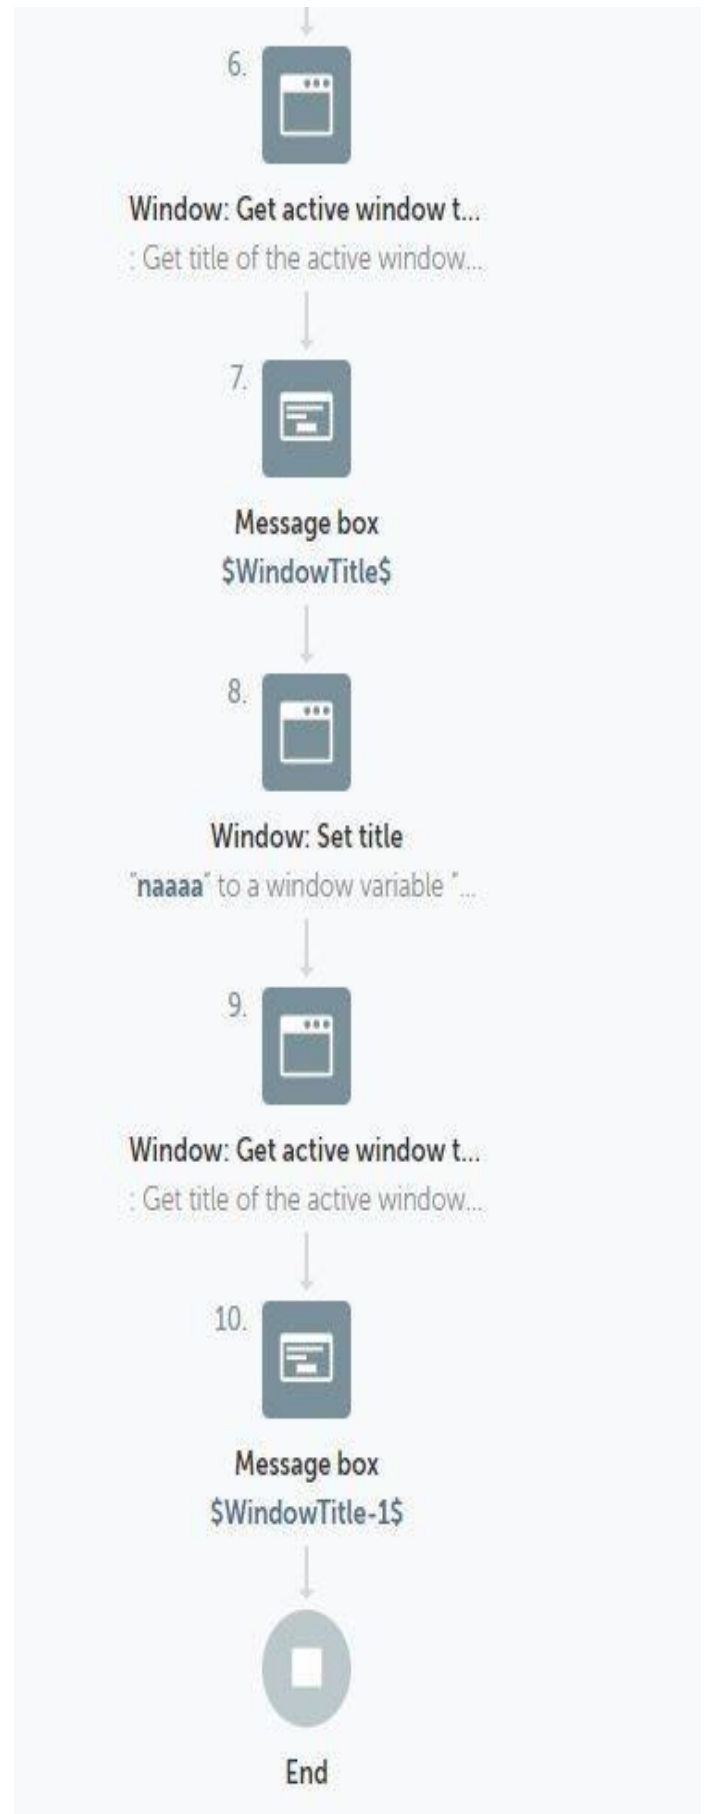 6.
Window: Get active window t...
: Get title of the active window...
7.
Message box
$WindowTitle$
8.
Window: Set title
"naaaa" to a window variable "...
9.
Window: Get active window t...
: Get title of the active window...
10.
Message box
$WindowTitle-1$
End